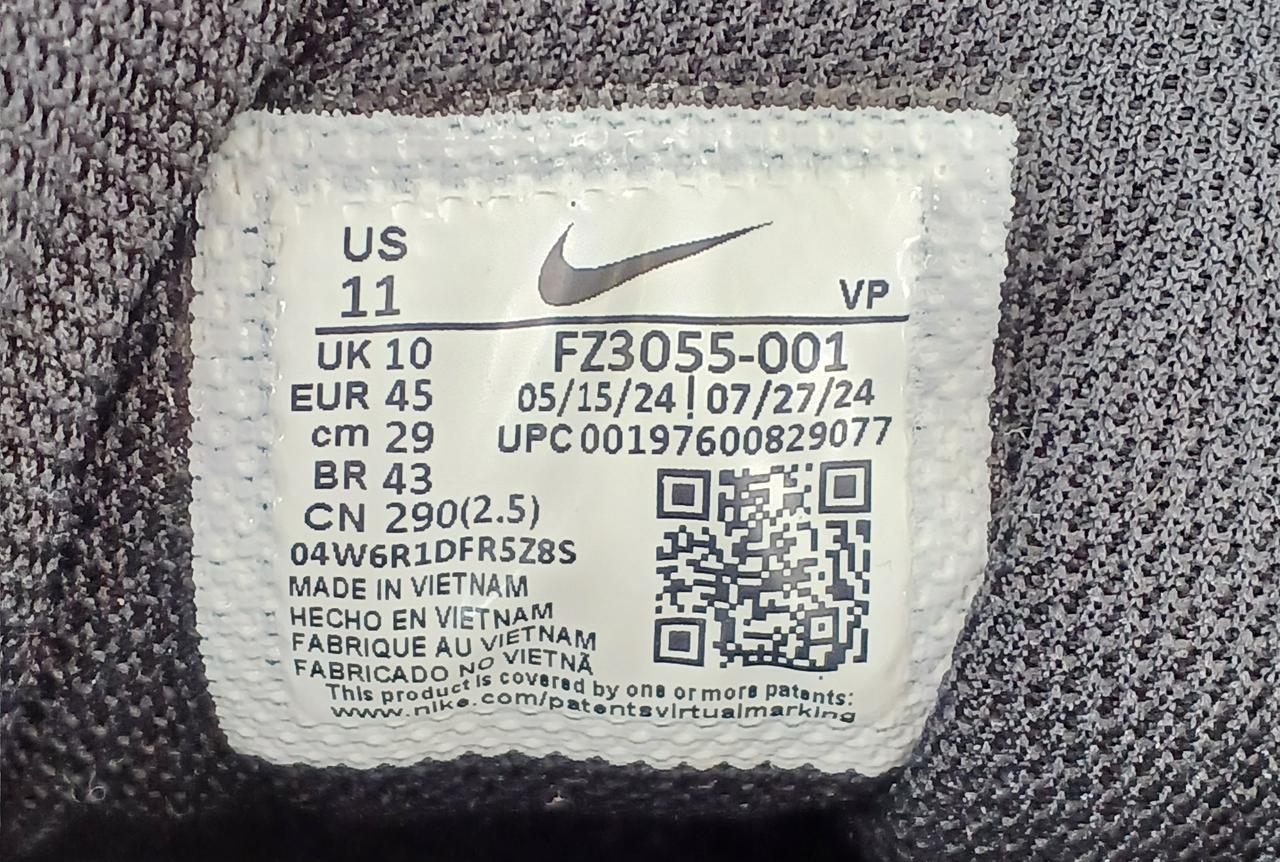 US
11
VP
UK 10
EUR 45
cm 29
BR 43
CN 290(2.5)
FZ3055-001
05/15/24 | 07/27/24
UPC 00197600829077
04W6R1DFR5Z8S
MADE IN VIETNAM
HECHO EN VIETNAM
FABRIQUE AU VIETNAM
FABRICADO NO VIETNÃ
This product is covered by one or more patents:
www.nike.com/patentsvirtualmarking